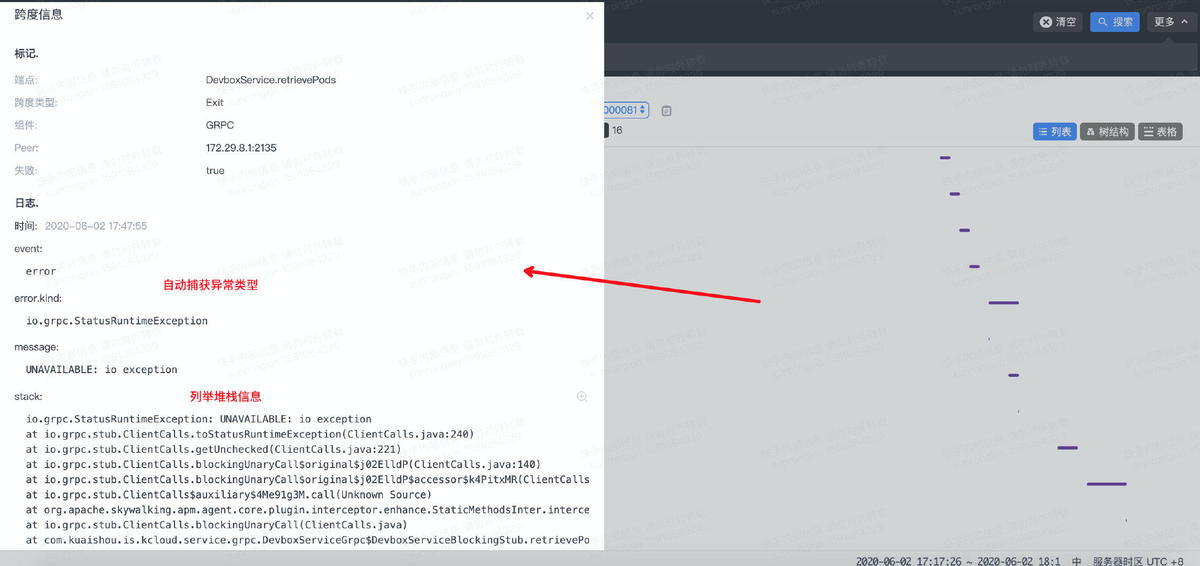 跨度信息
清空
搜索
更多
标记.
端点: DevboxService.retrievePods
跨度类型: Exit
组件: GRPC
Peer: 172.29.8.1:2135
失败: true
000081
16
列表
树结构
表格
日志.
时间: 2020-06-02 17:47:55
event:
error
自动捕获异常类型
error.kind:
io.grpc.StatusRuntimeException
message:
UNAVAILABLE: io exception
stack:
列举堆栈信息
io.grpc.StatusRuntimeException: UNAVAILABLE: io exception
at io.grpc.stub.ClientCalls.toStatusRuntimeException(ClientCalls.java:240)
at io.grpc.stub.ClientCalls.getUnchecked(ClientCalls.java:221)
at io.grpc.stub.ClientCalls.blockingUnaryCall$original$j02ElldP(ClientCalls.java:140)
at io.grpc.stub.ClientCalls.blockingUnaryCall$original$j02ElldP$accessor$k4PitxMR(ClientCalls
at io.grpc.stub.ClientCalls$auxiliary$4Me91g3M.call(Unknown Source)
at org.apache.skywalking.apm.agent.core.plugin.interceptor.enhance.StaticMethodsInter.interce
at io.grpc.stub.ClientCalls.blockingUnaryCall(ClientCalls.java)
at com.kuaishou.is.kcloud.service.grpc.DevboxServiceGrpc$DevboxServiceBlockingStub.retrievePo
2020-06-02 17:17:26 ~ 2020-06-02 18:1 中 服务器时区 UTC +8